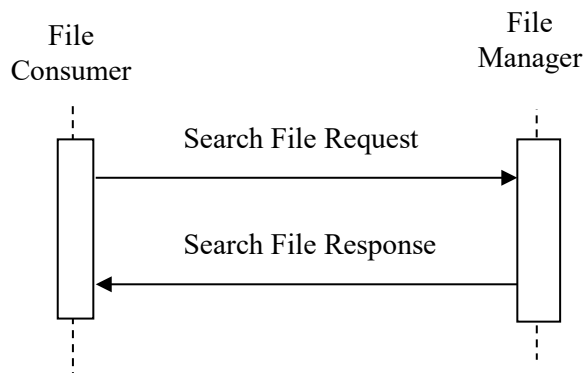 File
Consumer
File
Manager
Search File Request
Search File Response